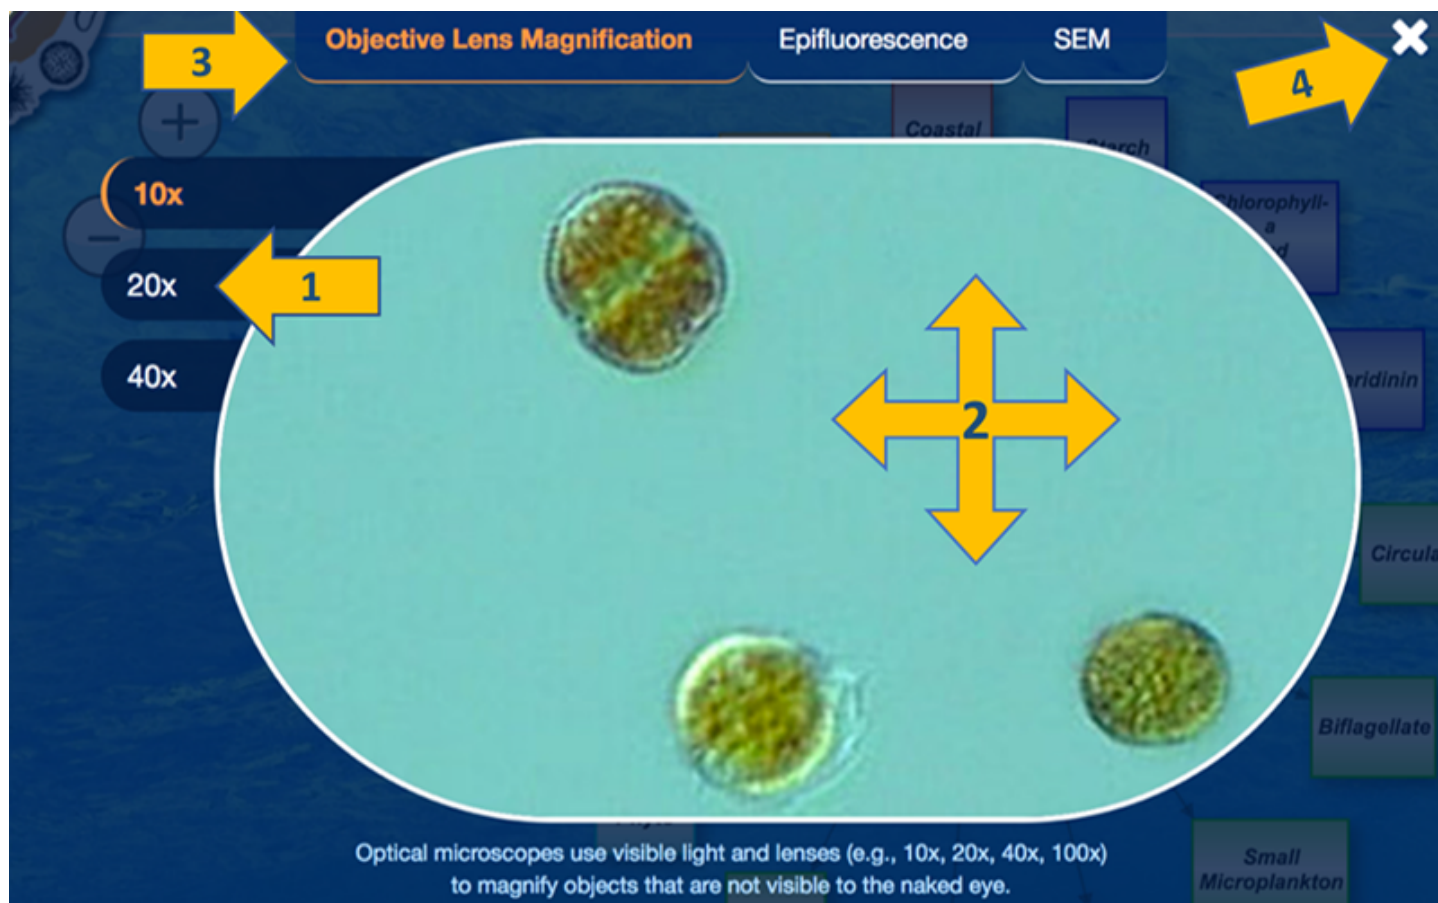 3
Objective Lens Magnification
Epifluorescence
SEM
4
Coastal
Starch
10x
Chlorophyll-
a
20x
1
40x
2
Circula
Biflagellate
Small
Microplankton
Optical microscopes use visible light and lenses (e.g., 10x, 20x, 40x, 100x)
to magnify objects that are not visible to the naked eye.